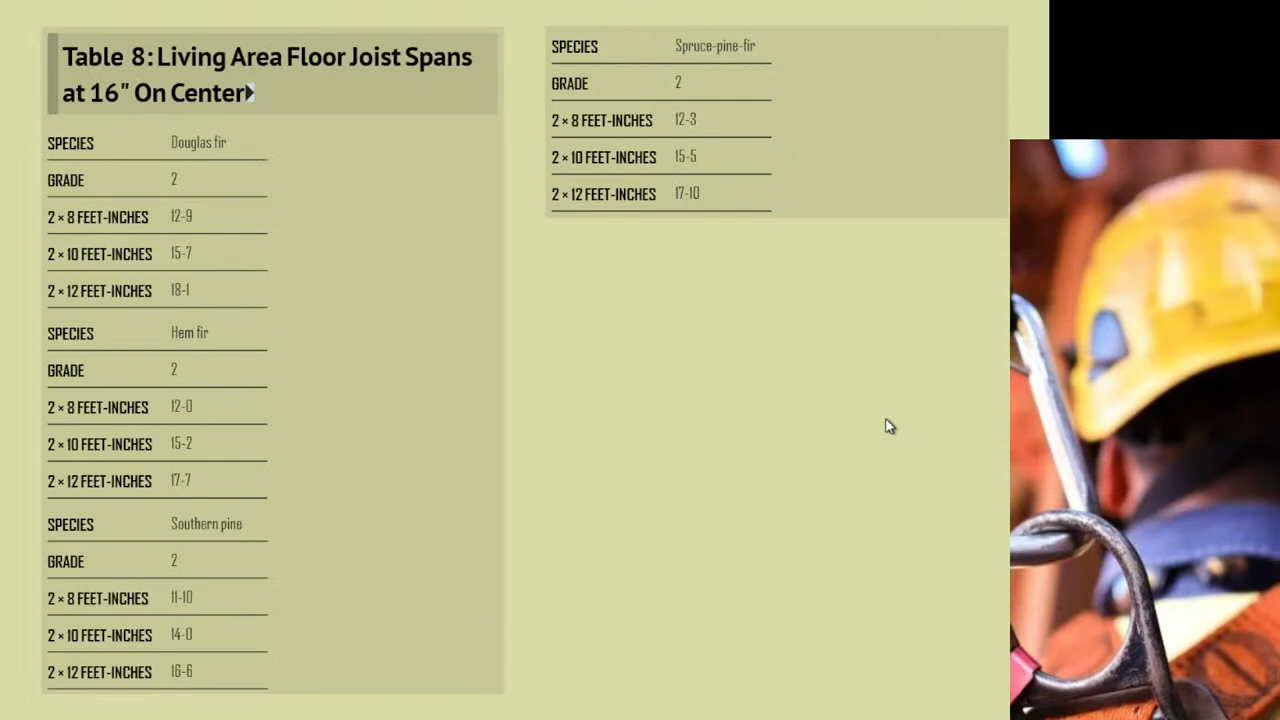 Table 8: Living Area Floor Joist Spans
at 16" On Center
SPECIES Douglas fir
GRADE 2
2 × 8 FEET-INCHES 12-9
2 × 10 FEET-INCHES 15-7
2 × 12 FEET-INCHES 18-1
SPECIES Hem fir
GRADE 2
2 × 8 FEET-INCHES 12-0
2 × 10 FEET-INCHES 15-2
2 × 12 FEET-INCHES 17-7
SPECIES Southern pine
GRADE 2
2 × 8 FEET-INCHES 11-10
2 × 10 FEET-INCHES 14-0
2 × 12 FEET-INCHES 16-6
SPECIES Spruce-pine-fir
GRADE 2
2 × 8 FEET-INCHES 12-3
2 × 10 FEET-INCHES 15-5
2 × 12 FEET-INCHES 17-10